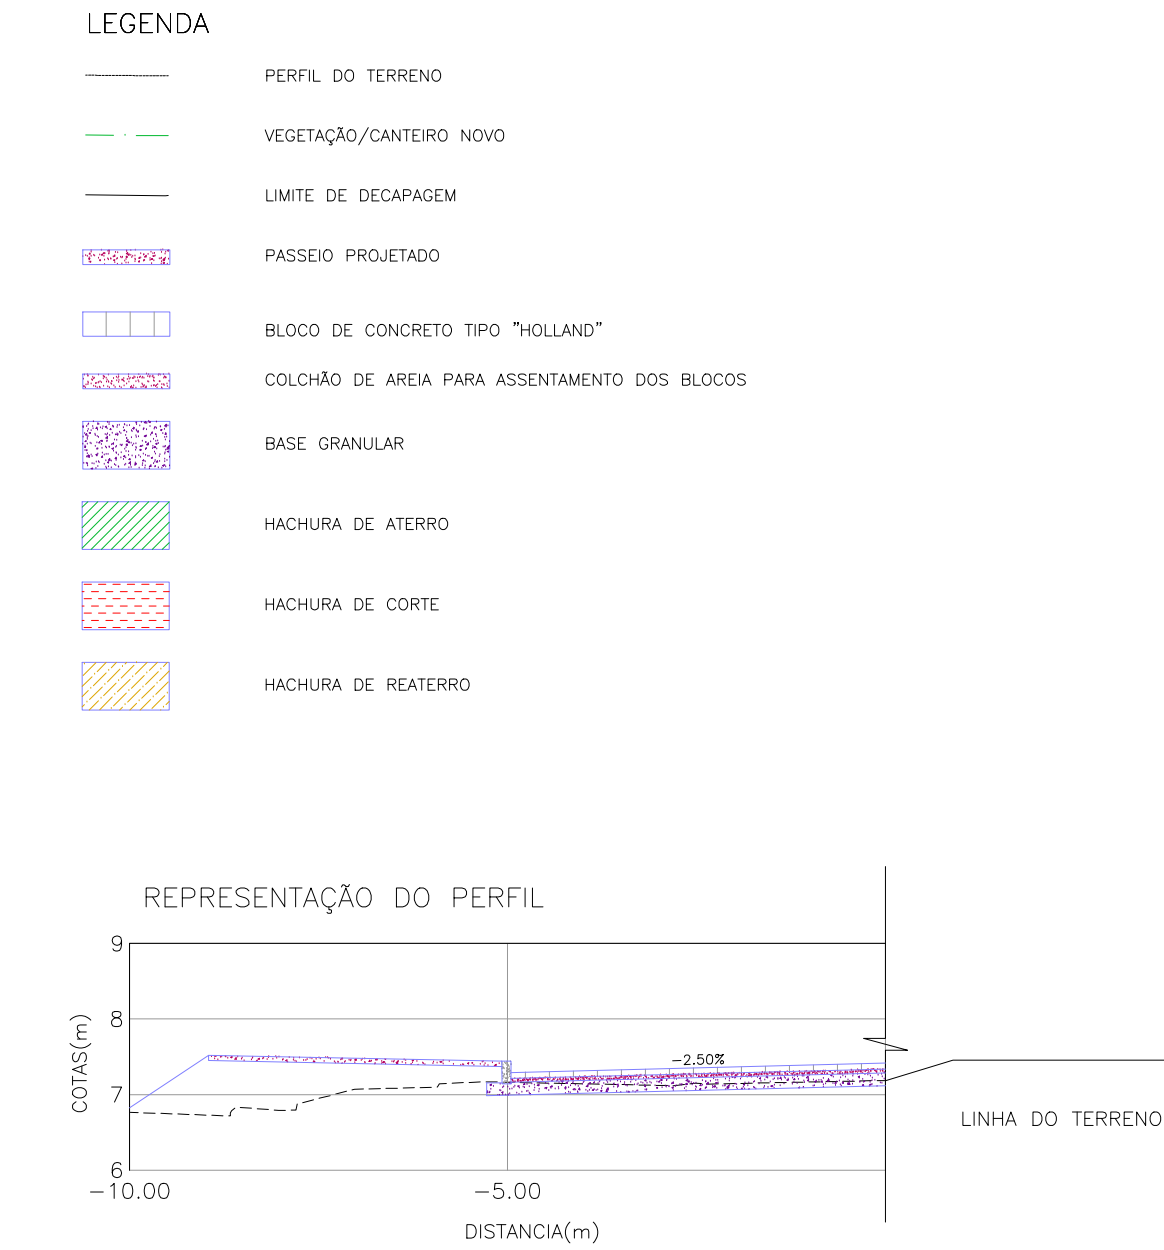 LEGENDA
PERFIL DO TERRENO
VEGETAÇÃO/CANTEIRO NOVO
LIMITE DE DECAPAGEM
PASSEIO PROJETADO
BLOCO DE CONCRETO TIPO "HOLLAND"
COLCHÃO DE AREIA PARA ASSENTAMENTO DOS BLOCOS
BASE GRANULAR
HACHURA DE ATERRO
HACHURA DE CORTE
HACHURA DE REATERRO
REPRESENTAÇÃO DO PERFIL
9
8
7
6
COTAS(m)
-2.50%
LINHA DO TERRENO
-10.00
-5.00
DISTANCIA(m)